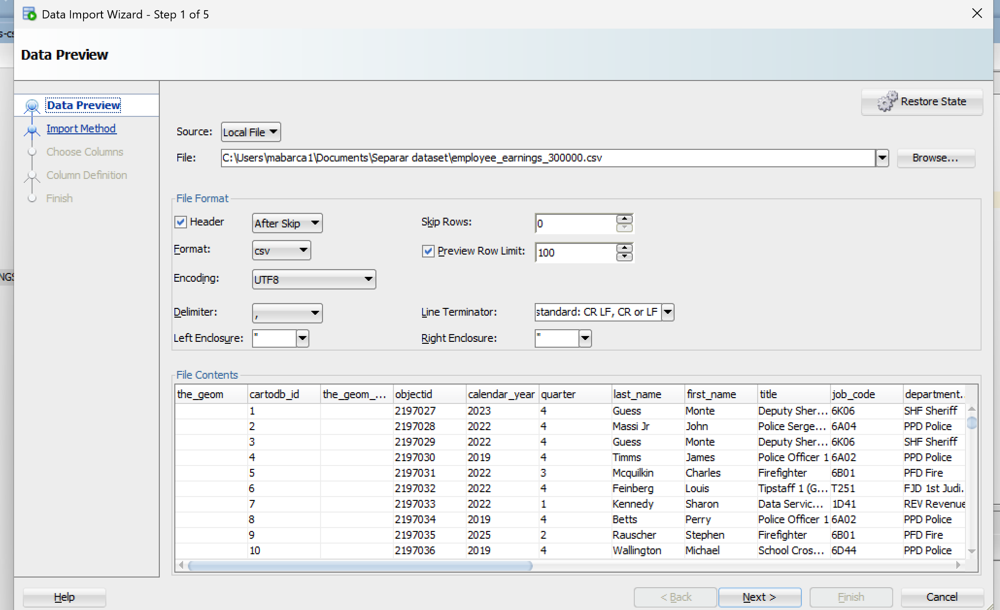 Data Import Wizard - Step 1 of 5
s-cs
Data Preview
Data Preview
Import Method
Choose Columns
Column Definition
Finish
NGS
Restore State
Source: Local File
File: C:\Users\mabarca1\Documents\Separar dataset\employee_earnings_300000.csv Browse...
File Format
Header After Skip Skip Rows: 0
Format: csv Preview Row Limit: 100
Encoding: UTF8
Delimiter: , Line Terminator: standard: CR LF, CR or LF
Left Enclosure: " Right Enclosure: "
File Contents
the_geom cartodb_id the_geom_... objectid calendar_year quarter last_name first_name title job_code department..
1 2197027 2023 4 Guess Monte Deputy Sher... 6K06 SHF Sheriff
2 2197028 2022 4 Massi Jr John Police Serge... 6A04 PPD Police
3 2197029 2022 4 Guess Monte Deputy Sher... 6K06 SHF Sheriff
4 2197030 2019 4 Timms James Police Officer 1 6A02 PPD Police
5 2197031 2022 3 Mcquilkin Charles Firefighter 6B01 PFD Fire
6 2197032 2022 4 Feinberg Louis Tipstaff 1 (G... T251 FJD 1st Judi.
7 2197033 2022 1 Kennedy Sharon Data Servic... 1D41 REV Revenue
8 2197034 2019 4 Betts Perry Police Officer 1 6A02 PPD Police
9 2197035 2025 2 Rauscher Stephen Firefighter 6B01 PFD Fire
10 2197036 2019 4 Wallington Michael School Cros... 6D44 PPD Police
Help < Back Next > Finish Cancel